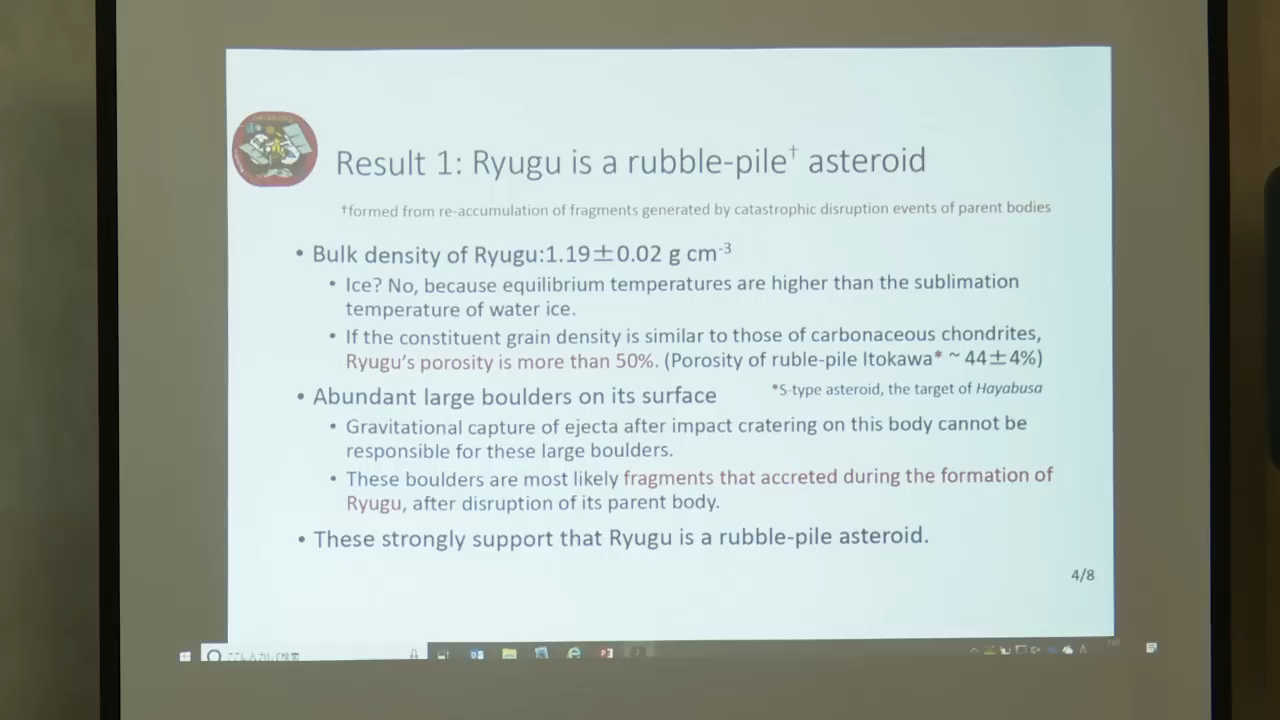 Result 1: Ryugu is a rubble-pile† asteroid
†formed from re-accumulation of fragments generated by catastrophic disruption events of parent bodies
• Bulk density of Ryugu:1.19±0.02 g cm-3
• Ice? No, because equilibrium temperatures are higher than the sublimation
temperature of water ice.
• If the constituent grain density is similar to those of carbonaceous chondrites,
Ryugu's porosity is more than 50%. (Porosity of ruble-pile Itokawa* ~ 44±4%)
• Abundant large boulders on its surface
*S-type asteroid, the target of Hayabusa
• Gravitational capture of ejecta after impact cratering on this body cannot be
responsible for these large boulders.
• These boulders are most likely fragments that accreted during the formation of
Ryugu, after disruption of its parent body.
• These strongly support that Ryugu is a rubble-pile asteroid.
4/8